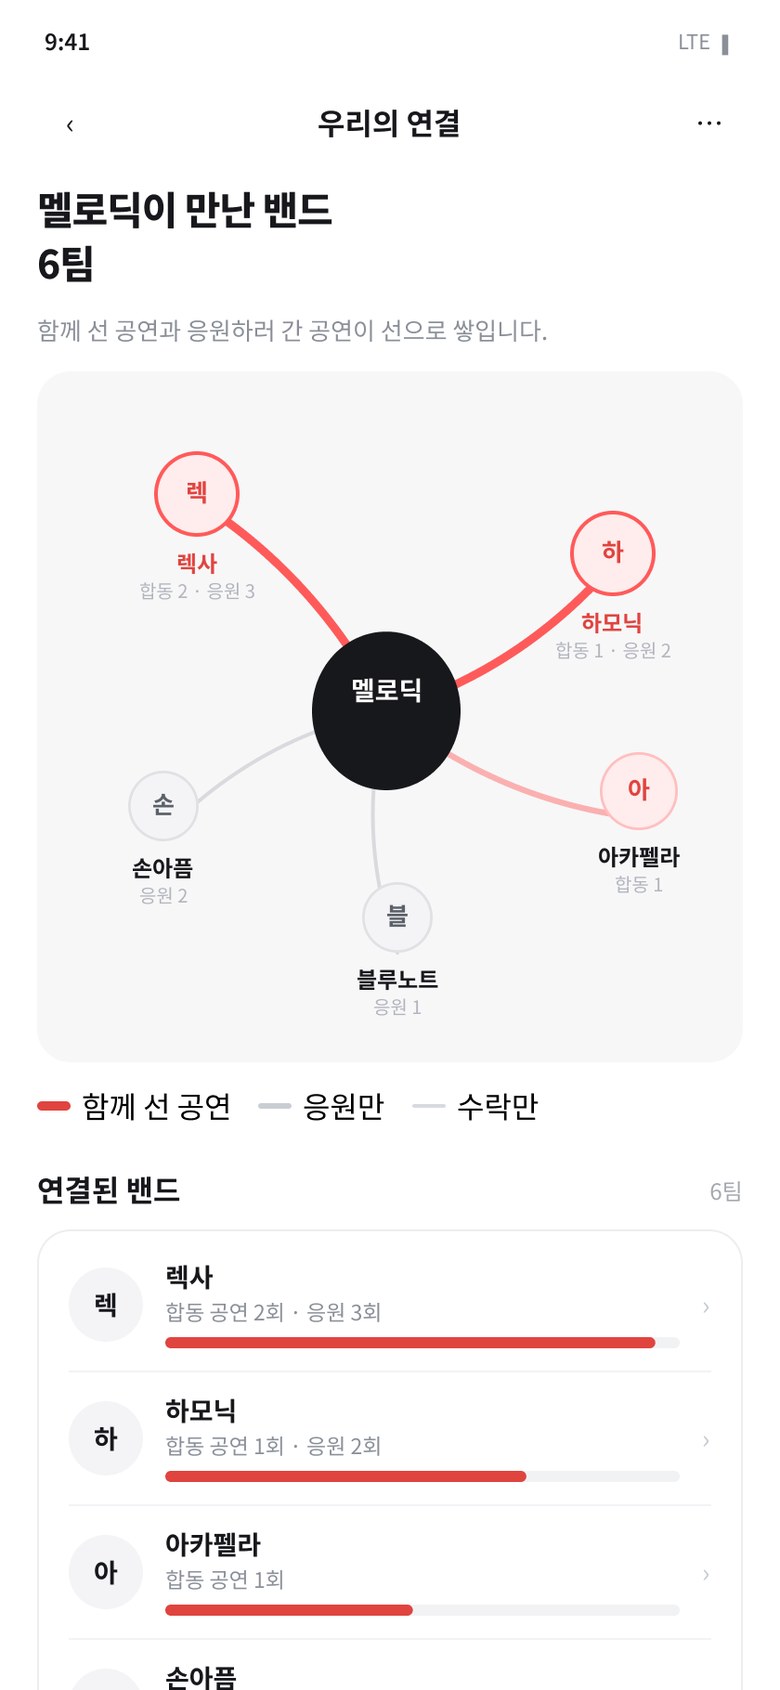 9:41
LTE
우리의 연결
멜로딕이 만난 밴드
6팀
함께 선 공연과 응원하러 간 공연이 선으로 쌓입니다.
렉
렉사
합동 2 · 응원 3
하
하모닉
합동 1 · 응원 2
멜로딕
아
아카펠라
합동 1
손
손아픔
응원 2
블
블루노트
응원 1
함께 선 공연 응원만 수락만
연결된 밴드 6팀
렉
렉사
합동 공연 2회 · 응원 3회
하
하모닉
합동 공연 1회 · 응원 2회
아
아카펠라
합동 공연 1회
손아픔